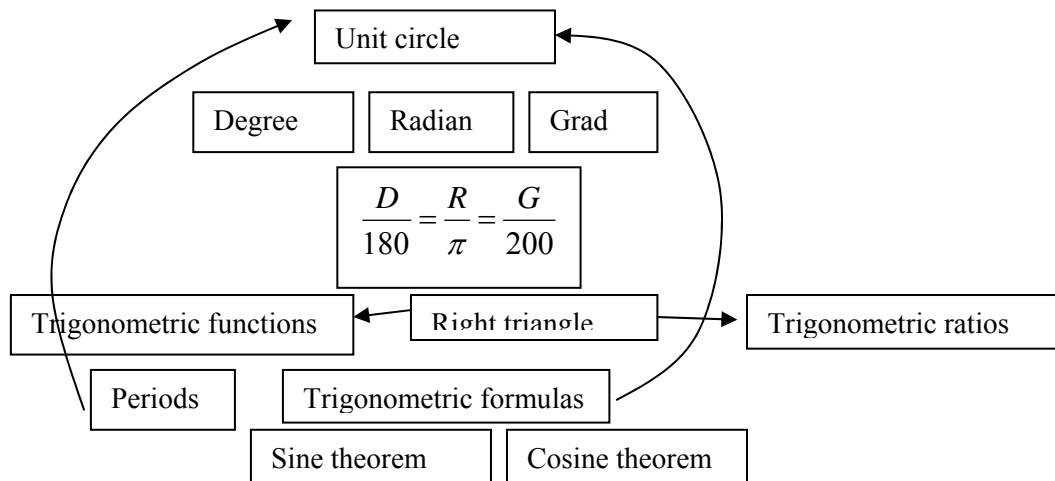 Unit circle
Degree Radian Grad
D/180 = R/π = G/200
Trigonometric functions Right triangle Trigonometric ratios
Periods Trigonometric formulas
Sine theorem Cosine theorem